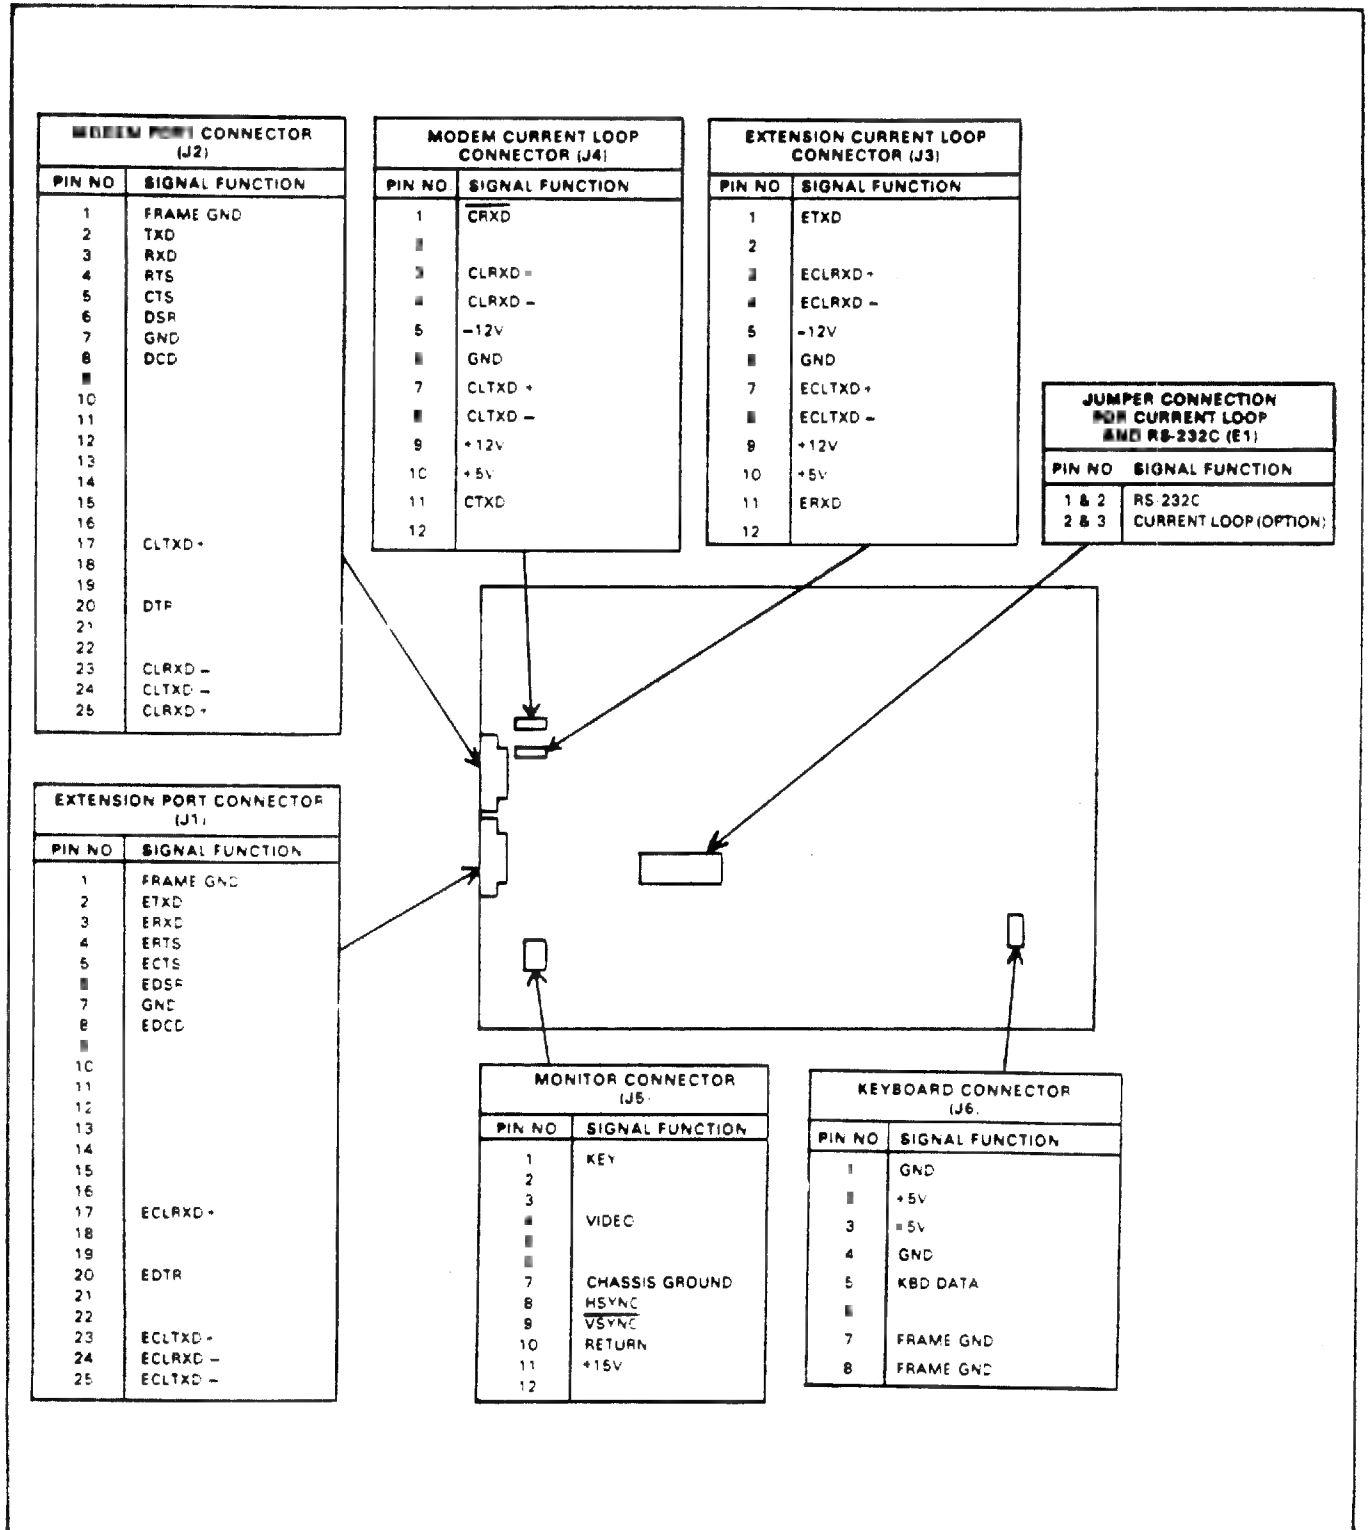 CONNECTOR
(J2)
PIN NO SIGNAL FUNCTION
1 FRAME GND
2 TXD
3 RXD
4 RTS
5 CTS
6 DSR
7 GND
8 DCD
10
11
12
13
14
15
16
17 CLTXD+
18
19
20 DTR
21
22
23 CLRXD –
24 CLTXD –
25 CLRXD +
MODEM CURRENT LOOP
CONNECTOR (J4)
PIN NO. SIGNAL FUNCTION
1 CRXD
CLRXD
CLRXD –
5 –12V
GND
7 CLTXD +
CLTXD –
9 +12V
10 +5V
11 CTXD
12
EXTENSION CURRENT LOOP
CONNECTOR (J3)
PIN NO SIGNAL FUNCTION
1 ETXD
2
ECLRXD+
ECLRXD –
5 –12V
GND
7 ECLTXD+
ECLTXD–
9 +12V
10 +5V
11 ERXD
12
JUMPER CONNECTION
FOR CURRENT LOOP
AND RS-232C (E1)
PIN NO SIGNAL FUNCTION
1 & 2 RS-232C
2 & 3 CURRENT LOOP (OPTION)
EXTENSION PORT CONNECTOR
(J1)
PIN NO SIGNAL FUNCTION
1 FRAME GND
2 ETXD
3 ERXD
4 ERTS
5 ECTS
EDSR
7 GND
8 EDCD
10
11
12
13
14
15
16
17 ECLRXD+
18
19
20 EDTR
21
22
23 ECLTXD+
24 ECLRXD –
25 ECLTXD –
MONITOR CONNECTOR
(J5
PIN NO SIGNAL FUNCTION
1 KEY
2
3
VIDEO
7 CHASSIS GROUND
8 HSYNC
9 VSYNC
10 RETURN
11 +15V
12
KEYBOARD CONNECTOR
(J6
PIN NO SIGNAL FUNCTION
1 GND
+5V
3 5V
4 GND
5 KBD DATA
7 FRAME GND
8 FRAME GND